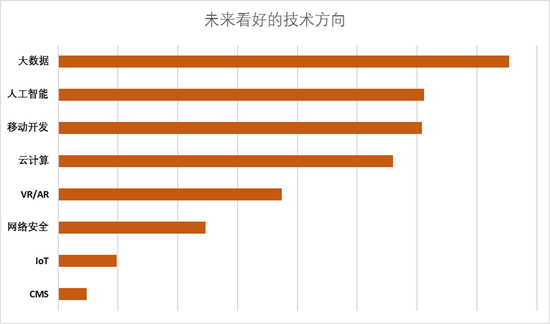 未来看好的技术方向
大数据
人工智能
移动开发
云计算
VR/AR
网络安全
IoT
CMS